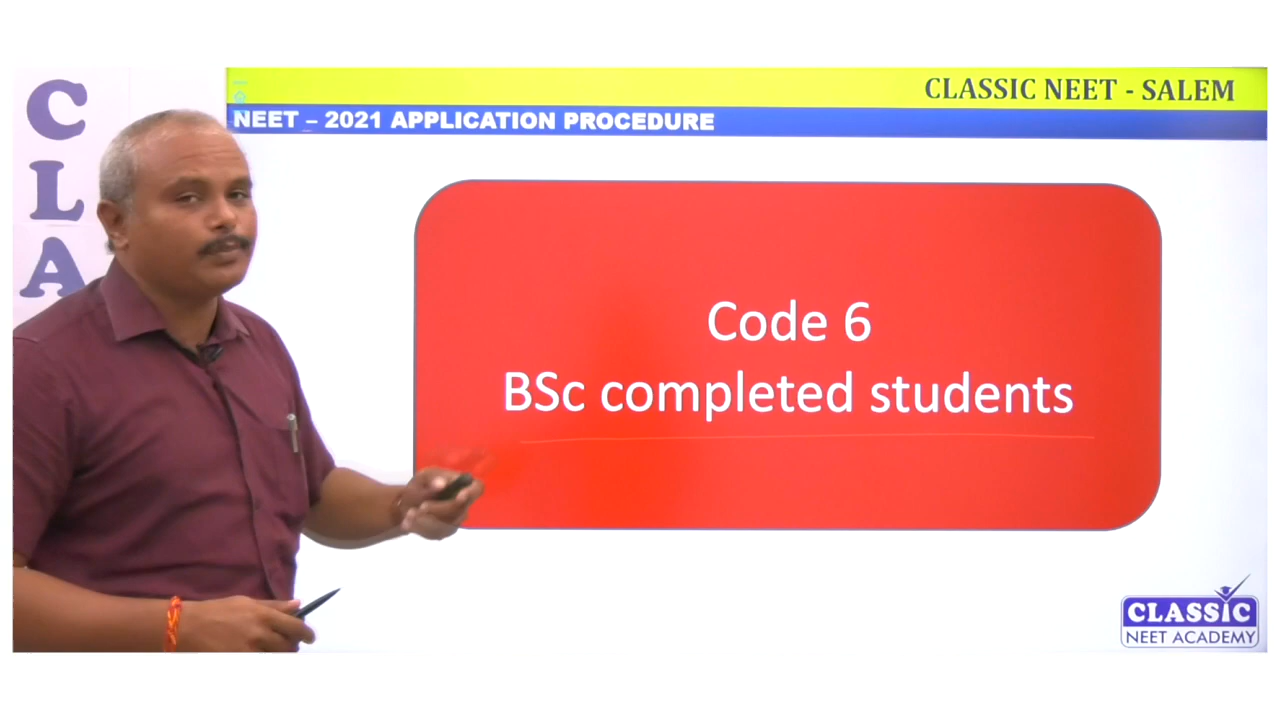 C
L
A
CLASSIC NEET - SALEM
NEET – 2021 APPLICATION PROCEDURE
Code 6
BSc completed students
CLASSIC
NEET ACADEMY